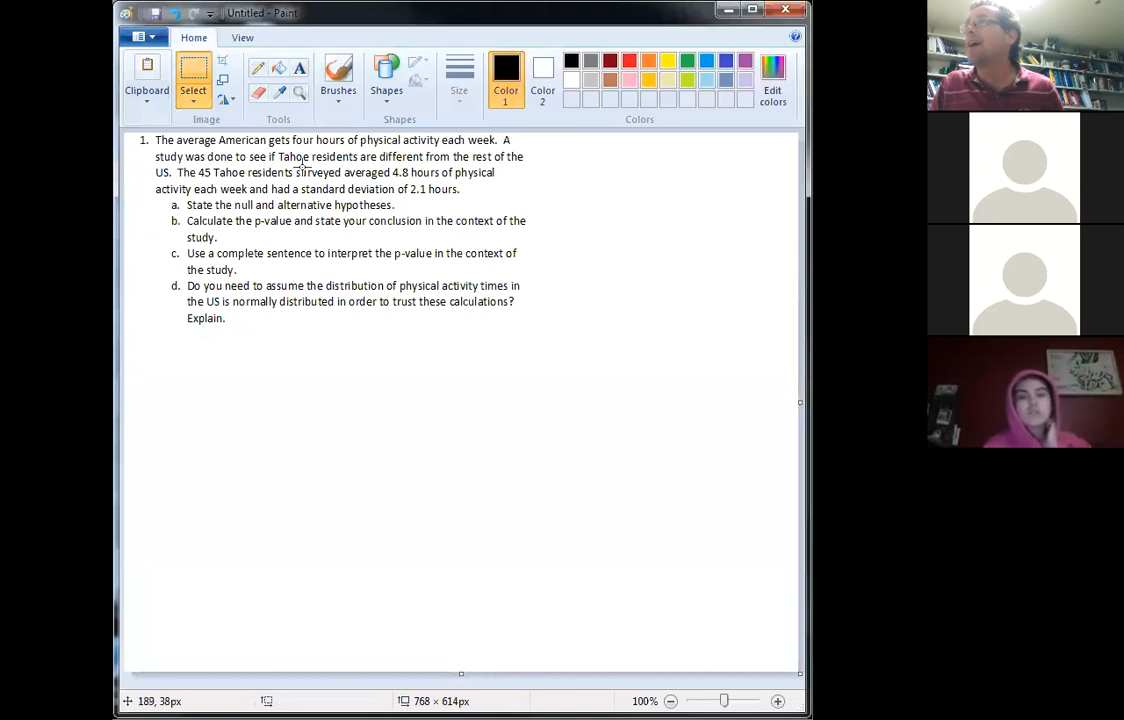 Untitled - Paint
Home View
Clipboard
Select
Image
Tools
Brushes
Shapes
Shapes
Size
Color 1
Color 2
Edit colors
Colors
1. The average American gets four hours of physical activity each week. A
study was done to see if Tahoe residents are different from the rest of the
US. The 45 Tahoe residents surveyed averaged 4.8 hours of physical
activity each week and had a standard deviation of 2.1 hours.
a. State the null and alternative hypotheses.
b. Calculate the p-value and state your conclusion in the context of the
study.
c. Use a complete sentence to interpret the p-value in the context of
the study.
d. Do you need to assume the distribution of physical activity times in
the US is normally distributed in order to trust these calculations?
Explain.
189, 38px
768 × 614px
100%